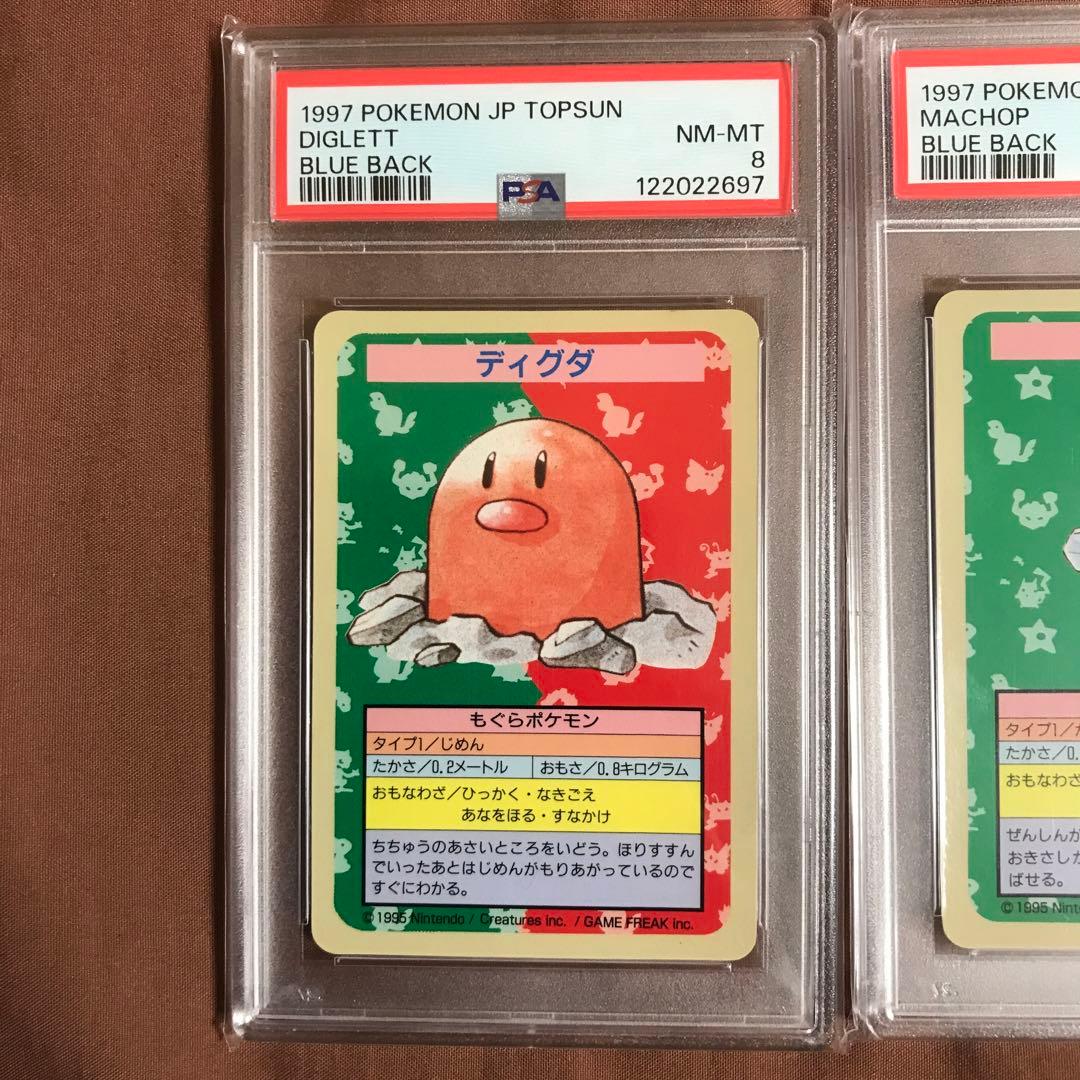 1997 POKEMON JP TOPSUN
DIGLETT
BLUE BACK
NM-MT
8
122022697
PSA
ディグダ
もぐらポケモン
タイプ1／じめん
たかさ／0.2メートル
おもさ／0.8キログラム
おもなわざ／ひっかく・なきごえ
あなをほる・すなかけ
ちちゅうのあさいところをいどう。ほりすすん
でいったあとはじめんがもりあがっているので
すぐにわかる。
©1995 Nintendo / Creatures inc. / GAME FREAK inc.
1997 POKEMO
MACHOP
BLUE BACK
タイプ1／
たかさ／0.
おもなわざ
ぜんしんが
おきさしか
ばせる。
©1995 Nint